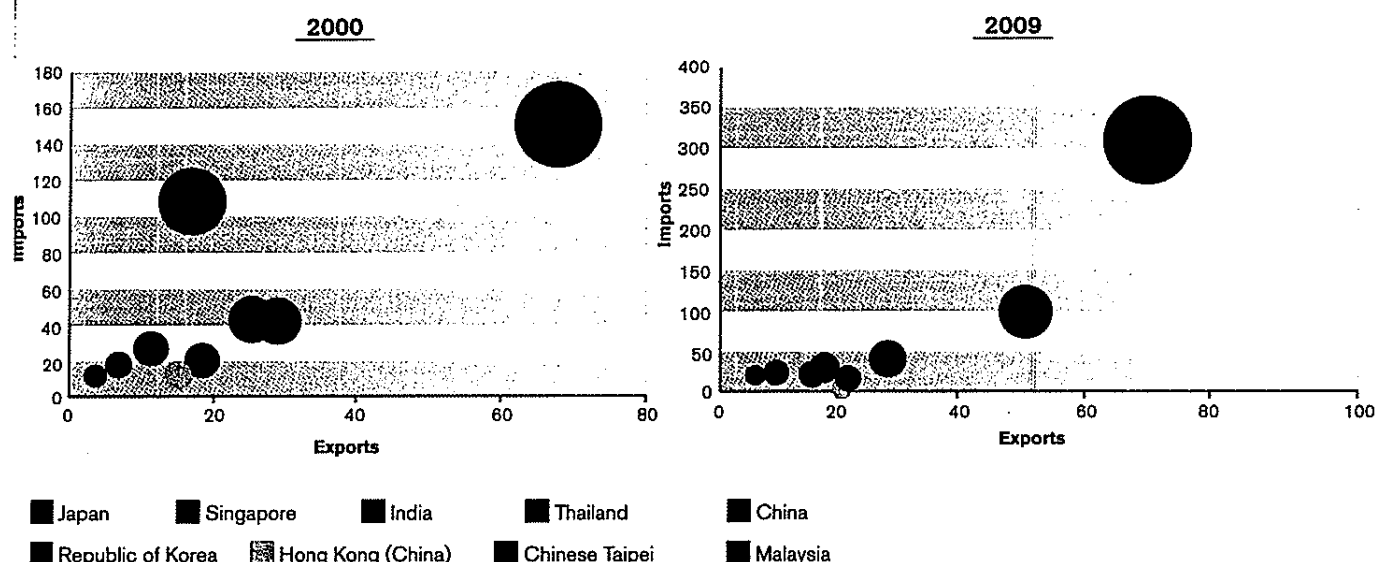 2000
2009
180
160
140
120
100
80
60
40
20
0
Imports
0 20 40 60 80
Exports
400
350
300
250
200
150
100
50
0
Imports
0 20 40 60 80 100
Exports
Japan Singapore India Thailand China
Republic of Korea Hong Kong (China) Chinese Taipei Malaysia